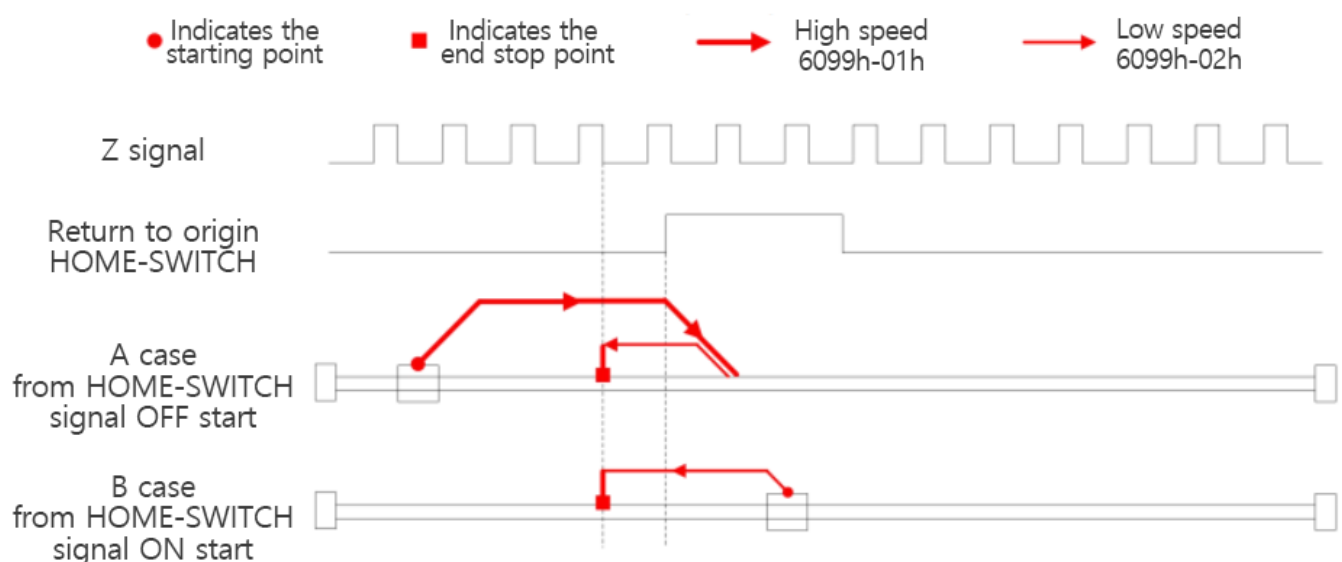 Indicates the
starting point
Indicates the
end stop point
High speed
6099h-01h
Low speed
6099h-02h
Z signal
Return to origin
HOME-SWITCH
A case
from HOME-SWITCH
signal OFF start
B case
from HOME-SWITCH
signal ON start